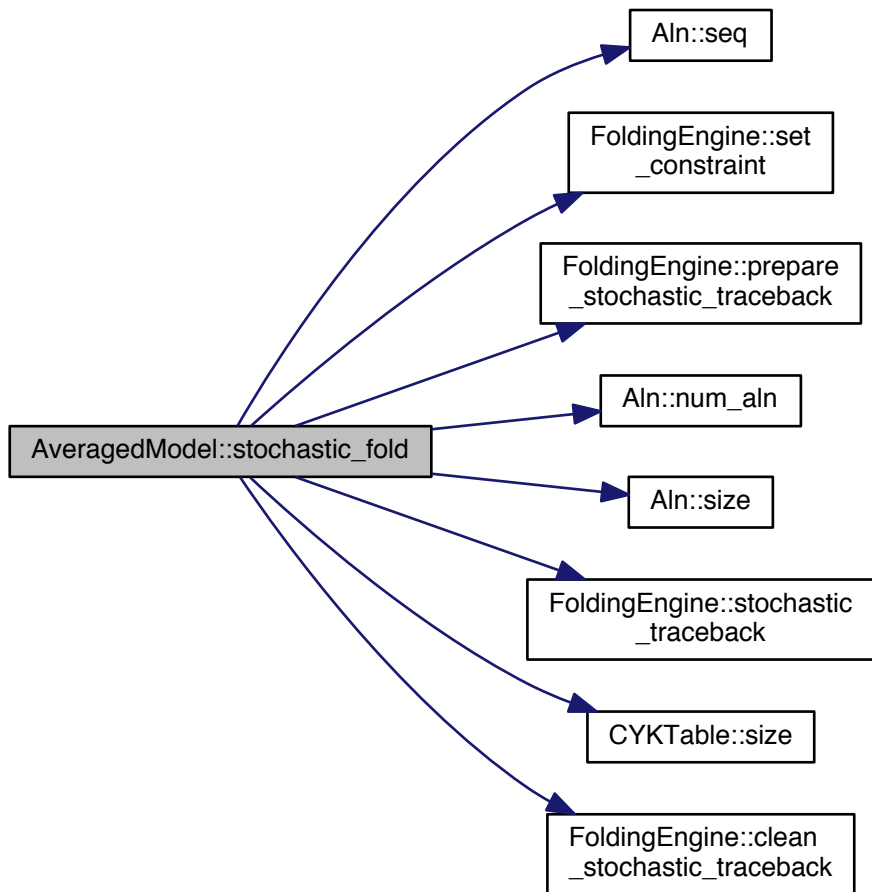 Aln::seq
FoldingEngine::set
_constraint
FoldingEngine::prepare
_stochastic_traceback
Aln::num_aln
AveragedModel::stochastic_fold
Aln::size
FoldingEngine::stochastic
_traceback
CYKTable::size
FoldingEngine::clean
_stochastic_traceback